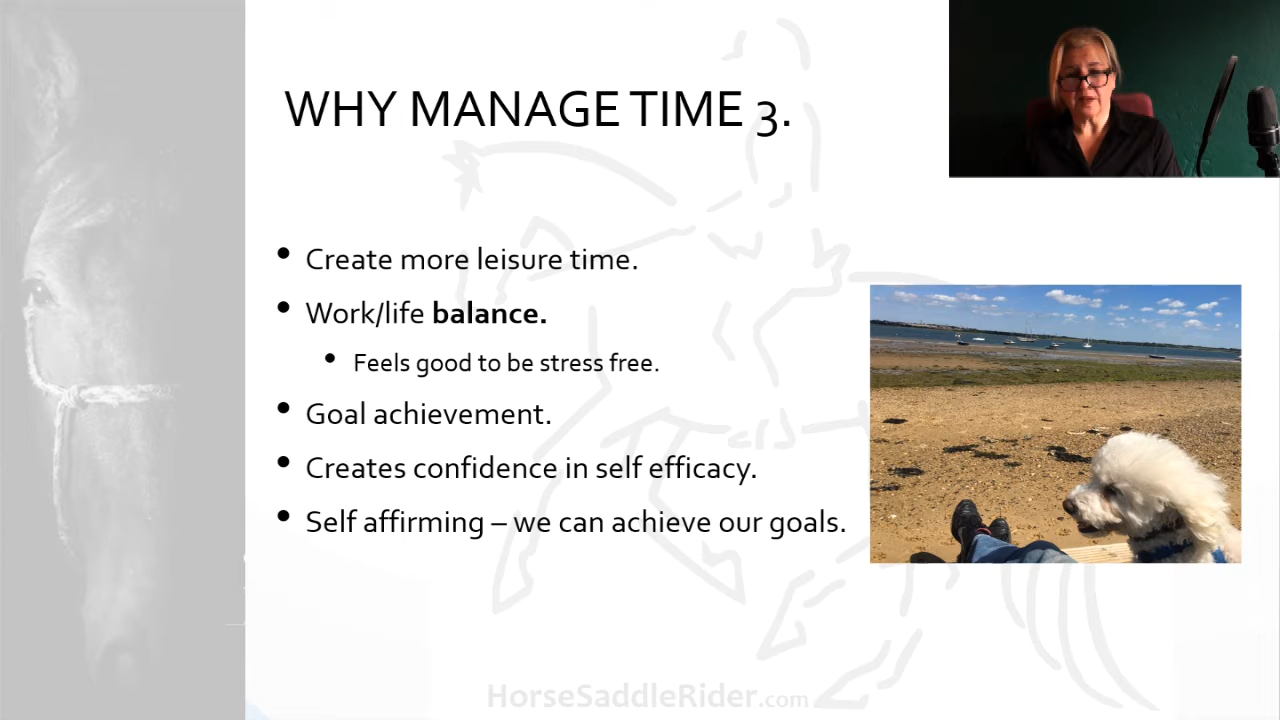 WHY MANAGE TIME 3.
• Create more leisure time.
• Work/life balance.
• Feels good to be stress free.
• Goal achievement.
• Creates confidence in self efficacy.
• Self affirming – we can achieve our goals.
HorseSaddleRider.com